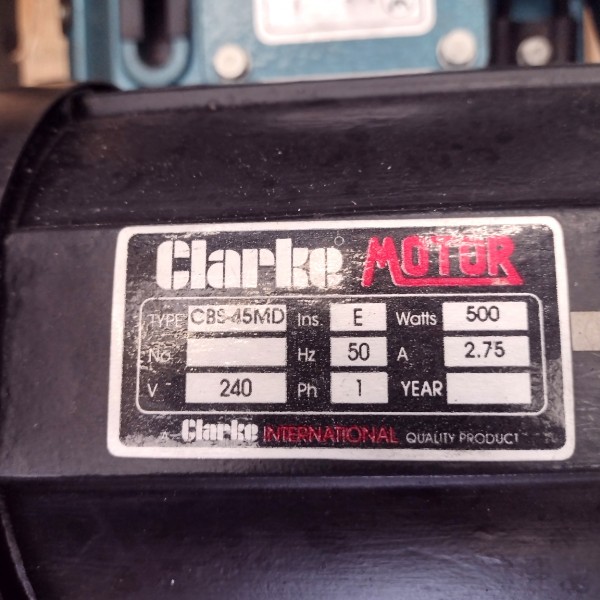 Clarke MOTOR
TYPE CBS-45MD Ins E Watts 500
No. Hz 50 A 2.75
V 240 Ph 1 YEAR
A Clarke INTERNATIONAL QUALITY PRODUCT